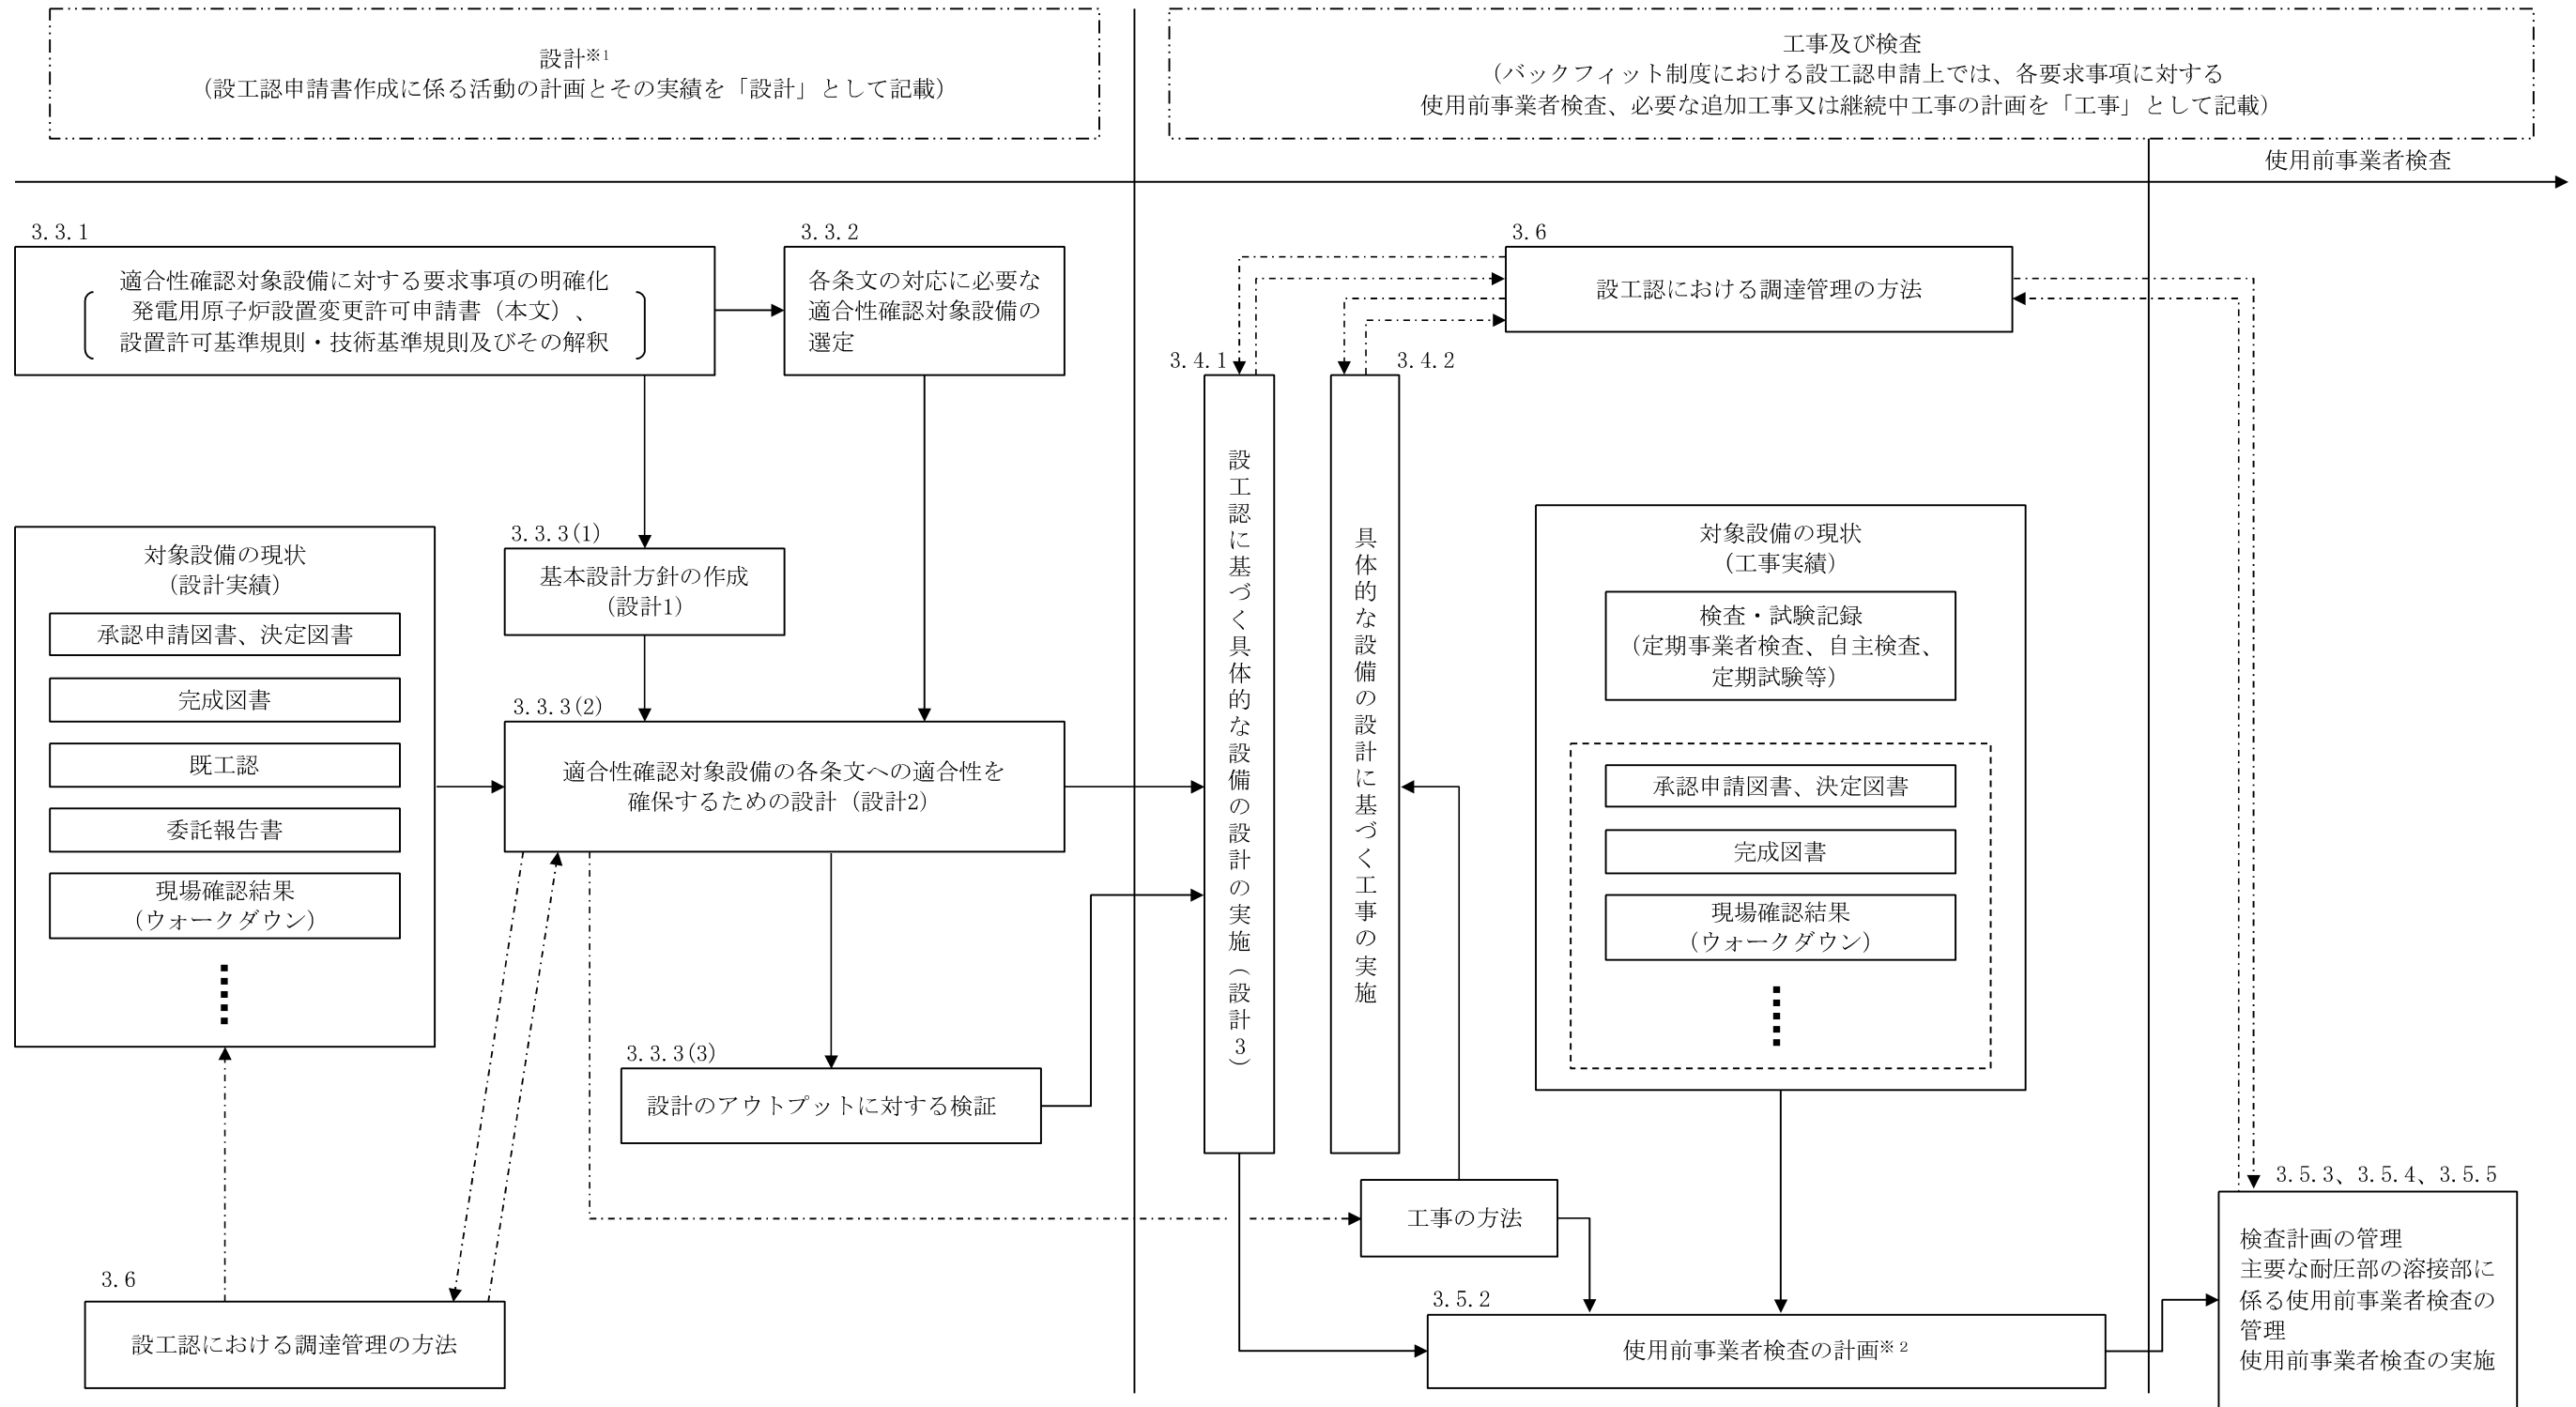 設計※1
（設工認申請書作成に係る活動の計画とその実績を「設計」として記載）
工事及び検査
（バックフィット制度における設工認申請上では、各要求事項に対する
使用前事業者検査、必要な追加工事又は継続中工事の計画を「工事」として記載）
使用前事業者検査
3.3.1
適合性確認対象設備に対する要求事項の明確化
発電用原子炉設置変更許可申請書（本文）、
設置許可基準規則・技術基準規則及びその解釈
3.3.2
各条文の対応に必要な
適合性確認対象設備の
選定
対象設備の現状
（設計実績）
承認申請図書、決定図書
完成図書
既工認
委託報告書
現場確認結果
（ウォークダウン）
3.3.3(1)
基本設計方針の作成
（設計1）
3.3.3(2)
適合性確認対象設備の各条文への適合性を
確保するための設計（設計2）
3.3.3(3)
設計のアウトプットに対する検証
3.6
設工認における調達管理の方法
3.6
設工認における調達管理の方法
3.4.1
設工認に基づく具体的な設備の設計の実施（設計3）
3.4.2
具体的な設備の設計に基づく工事の実施
対象設備の現状
（工事実績）
検査・試験記録
（定期事業者検査、自主検査、
定期試験等）
承認申請図書、決定図書
完成図書
現場確認結果
（ウォークダウン）
工事の方法
3.5.2
使用前事業者検査の計画※2
3.5.3、3.5.4、3.5.5
検査計画の管理
主要な耐圧部の溶接部に
係る使用前事業者検査の
管理
使用前事業者検査の実施